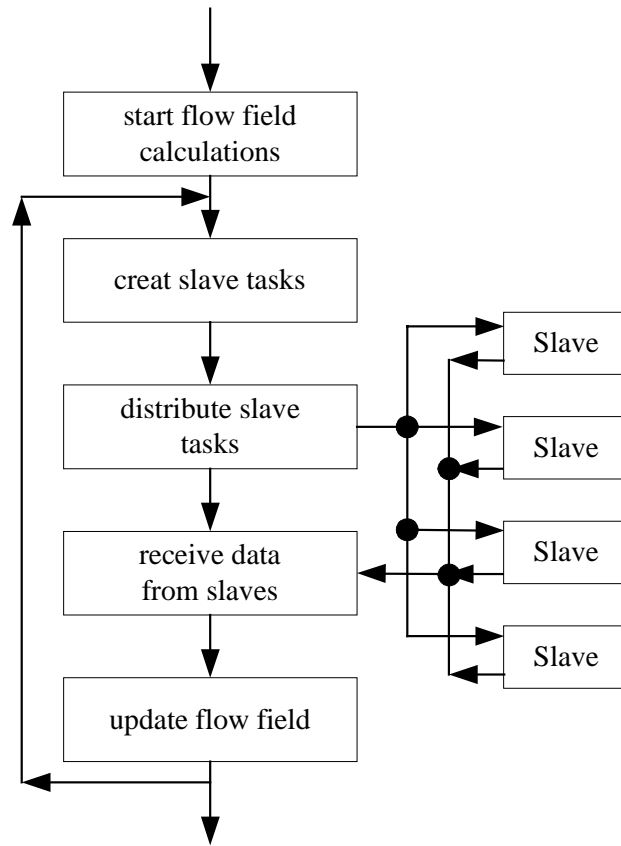 start flow field
calculations
creat slave tasks
distribute slave
tasks
receive data
from slaves
update flow field
Slave
Slave
Slave
Slave